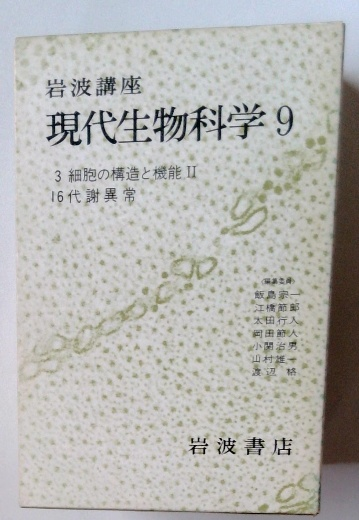 岩波講座
現代生物科学 9
3 細胞の構造と機能 II
16 代謝異常
〈編集委員〉
飯島宗一
江橋節郎
太田行人
岡田節人
小関治男
山村雄一
渡辺 格
岩波書店